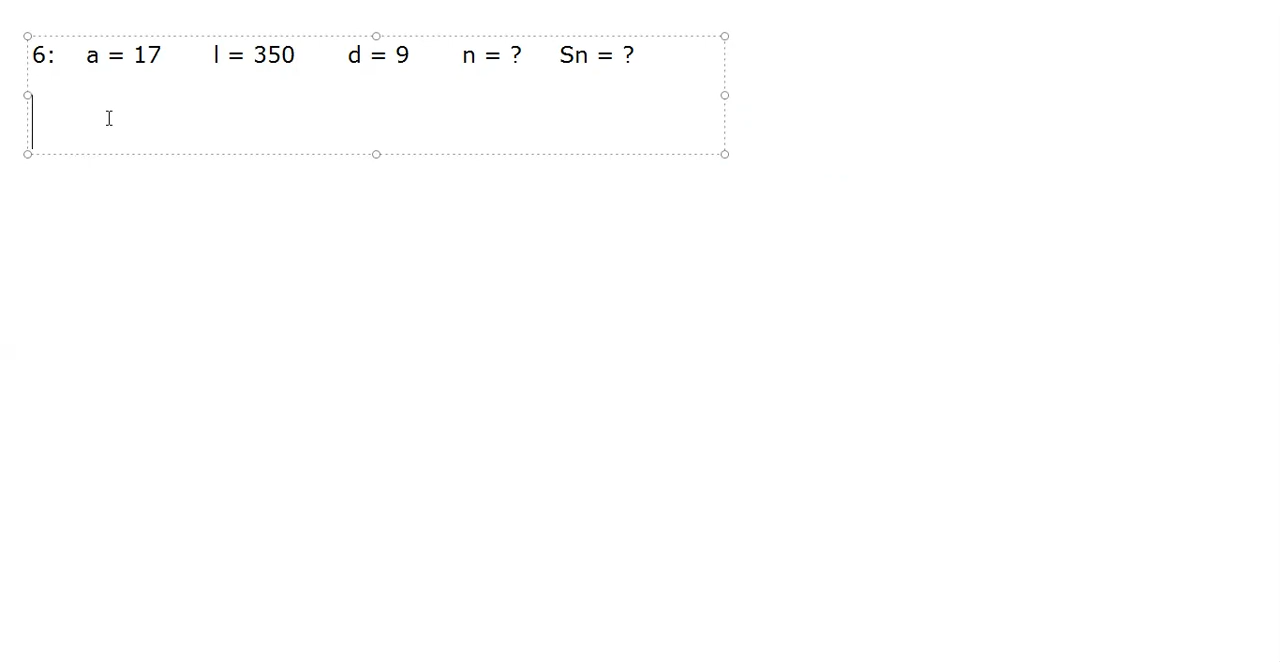 6: a = 17 l = 350 d = 9 n = ? Sn = ?